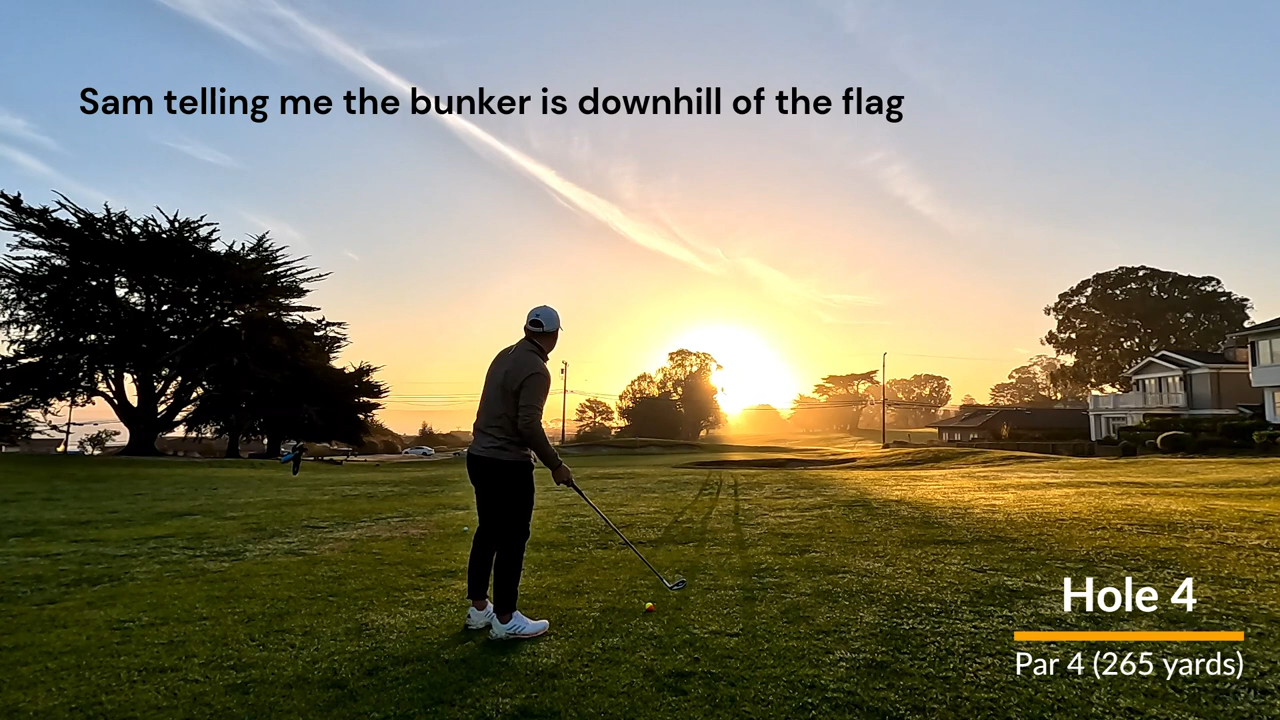 Sam telling me the bunker is downhill of the flag
Hole 4
Par 4 (265 yards)